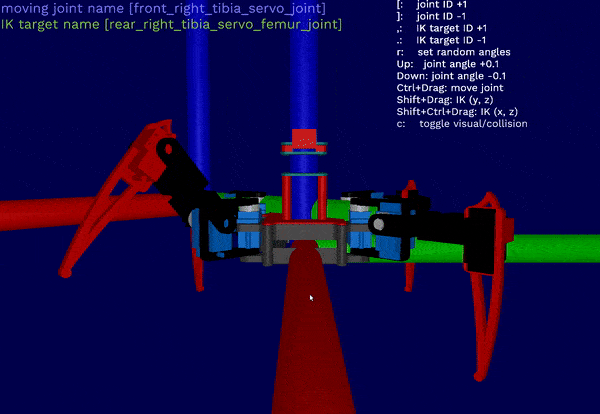 moving joint name [front_right_tibia_servo_joint]
IK target name [rear_right_tibia_servo_femur_joint]
[: joint ID +1
]: joint ID -1
,: IK target ID +1
.: IK target ID -1
r: set random angles
Up: joint angle +0.1
Down: joint angle -0.1
Ctrl+Drag: move joint
Shift+Drag: IK (y, z)
Shift+Ctrl+Drag: IK (x, z)
c: toggle visual/collision